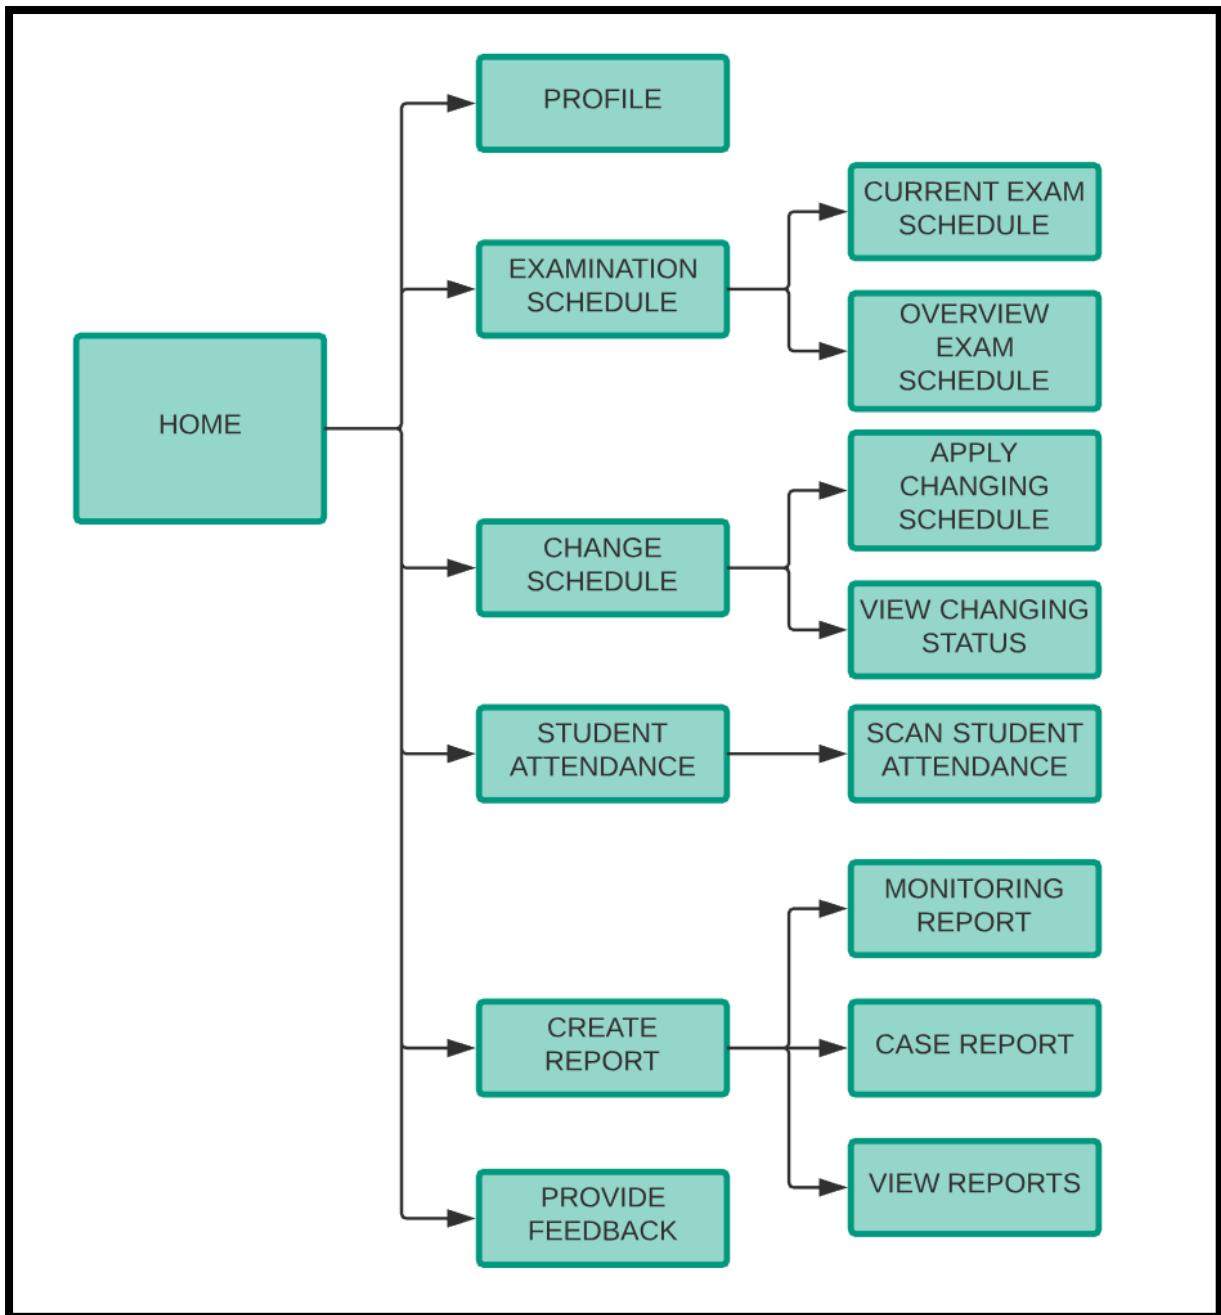 PROFILE
CURRENT EXAM
SCHEDULE
EXAMINATION
SCHEDULE
OVERVIEW
EXAM
SCHEDULE
HOME
APPLY
CHANGING
SCHEDULE
CHANGE
SCHEDULE
VIEW CHANGING
STATUS
STUDENT
ATTENDANCE
SCAN STUDENT
ATTENDANCE
MONITORING
REPORT
CREATE
REPORT
CASE REPORT
VIEW REPORTS
PROVIDE
FEEDBACK